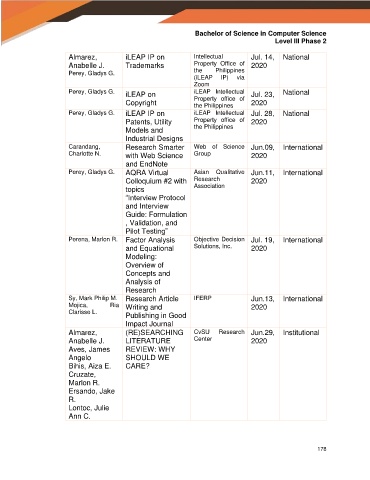 Bachelor of Science in Computer Science
Level III Phase 2
Almarez,
Anabelle J.
Perey, Gladys G.
iLEAP IP on
Trademarks
Intellectual
Property Office of
the Philippines
(iLEAP IP) via
Zoom
Jul. 14,
2020
National
Perey, Gladys G.
iLEAP on
Copyright
iLEAP Intellectual
Property office of
the Philippines
Jul. 23,
2020
National
Perey, Gladys G.
iLEAP IP on
Patents, Utility
Models and
Industrial Designs
iLEAP Intellectual
Property office of
the Philippines
Jul. 28,
2020
National
Carandang,
Charlotte N.
Research Smarter
with Web Science
and EndNote
Web of Science
Group
Jun.09,
2020
International
Perey, Gladys G.
AQRA Virtual
Colloquium #2 with
topics
"Interview Protocol
and Interview
Guide: Formulation
, Validation, and
Pilot Testing"
Asian Qualitative
Research
Association
Jun.11,
2020
International
Perena, Marlon R.
Factor Analysis
and Equational
Modeling:
Overview of
Concepts and
Analysis of
Research
Objective Decision
Solutions, Inc.
Jul. 19,
2020
International
Sy, Mark Philip M.
Mojica, Ria
Clarisse L.
Research Article
Writing and
Publishing in Good
Impact Journal
IFERP
Jun.13,
2020
International
Almarez,
Anabelle J.
Aves, James
Angelo
Bihis, Aiza E.
Cruzate,
Marlon R.
Ersando, Jake
R.
Lontoc, Julie
Ann C.
(RE)SEARCHING
LITERATURE
REVIEW: WHY
SHOULD WE
CARE?
CvSU Research
Center
Jun.29,
2020
Institutional
178